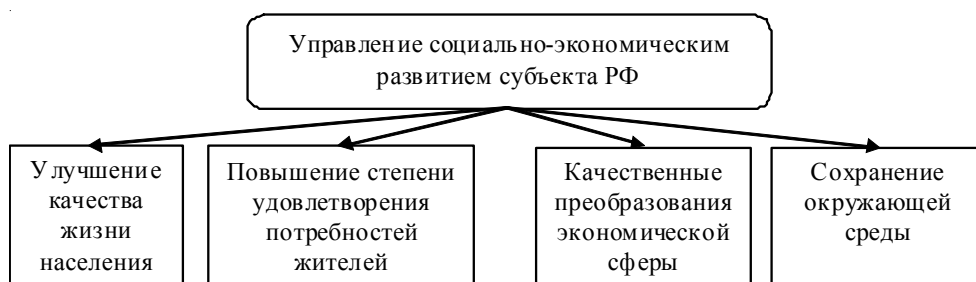 Управление социально-экономическим
развитием субъекта РФ
Улучшение
качества
жизни
населения
Повышение степени
удовлетворения
потребностей
жителей
Качественные
преобразования
экономической
сферы
Сохранение
окружающей
среды